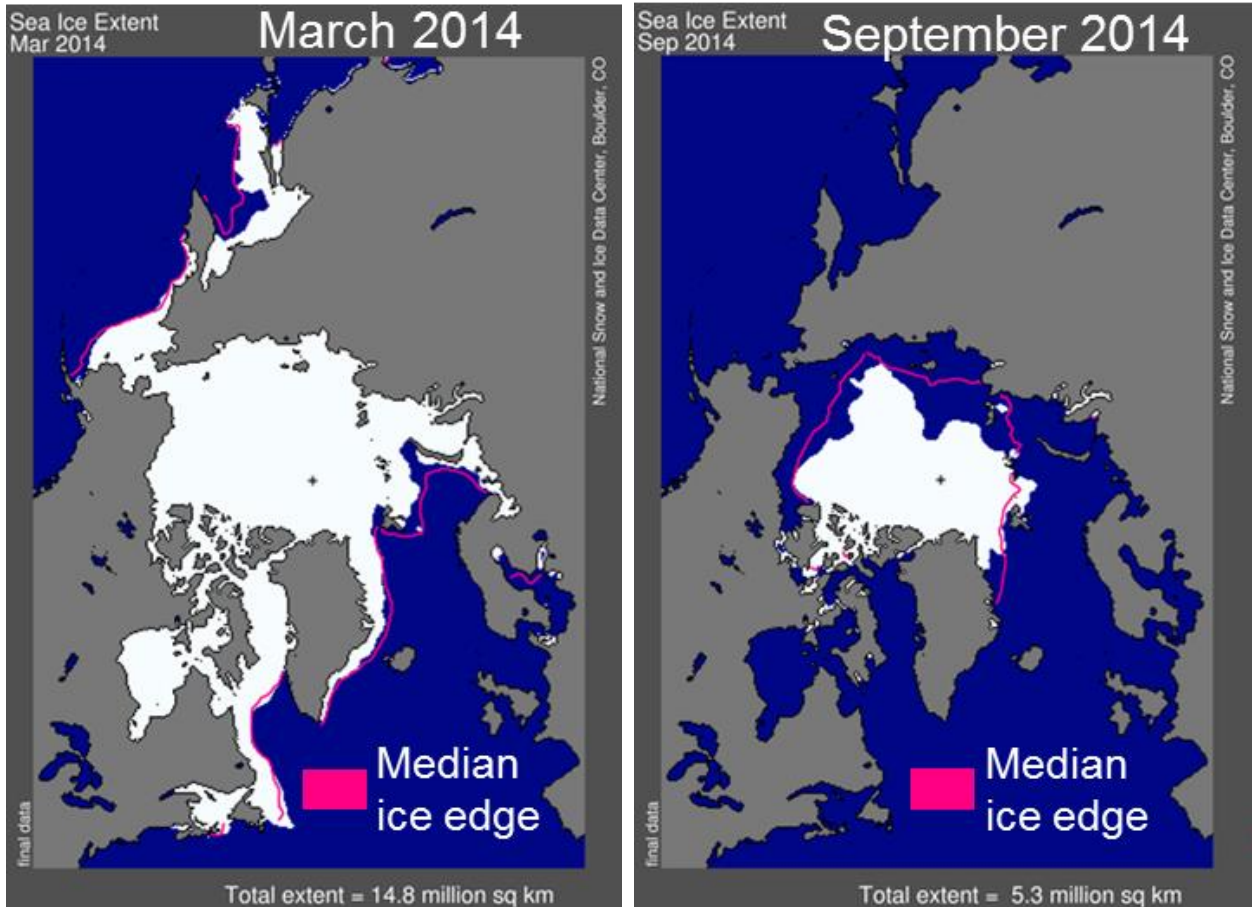 Sea Ice Extent
Mar 2014
March 2014
National Snow and Ice Data Center, Boulder, CO
Median
ice edge
final data
Total extent = 14.8 million sq km
Sea Ice Extent
Sep 2014
September 2014
National Snow and Ice Data Center, Boulder, CO
Median
ice edge
final data
Total extent = 5.3 million sq km